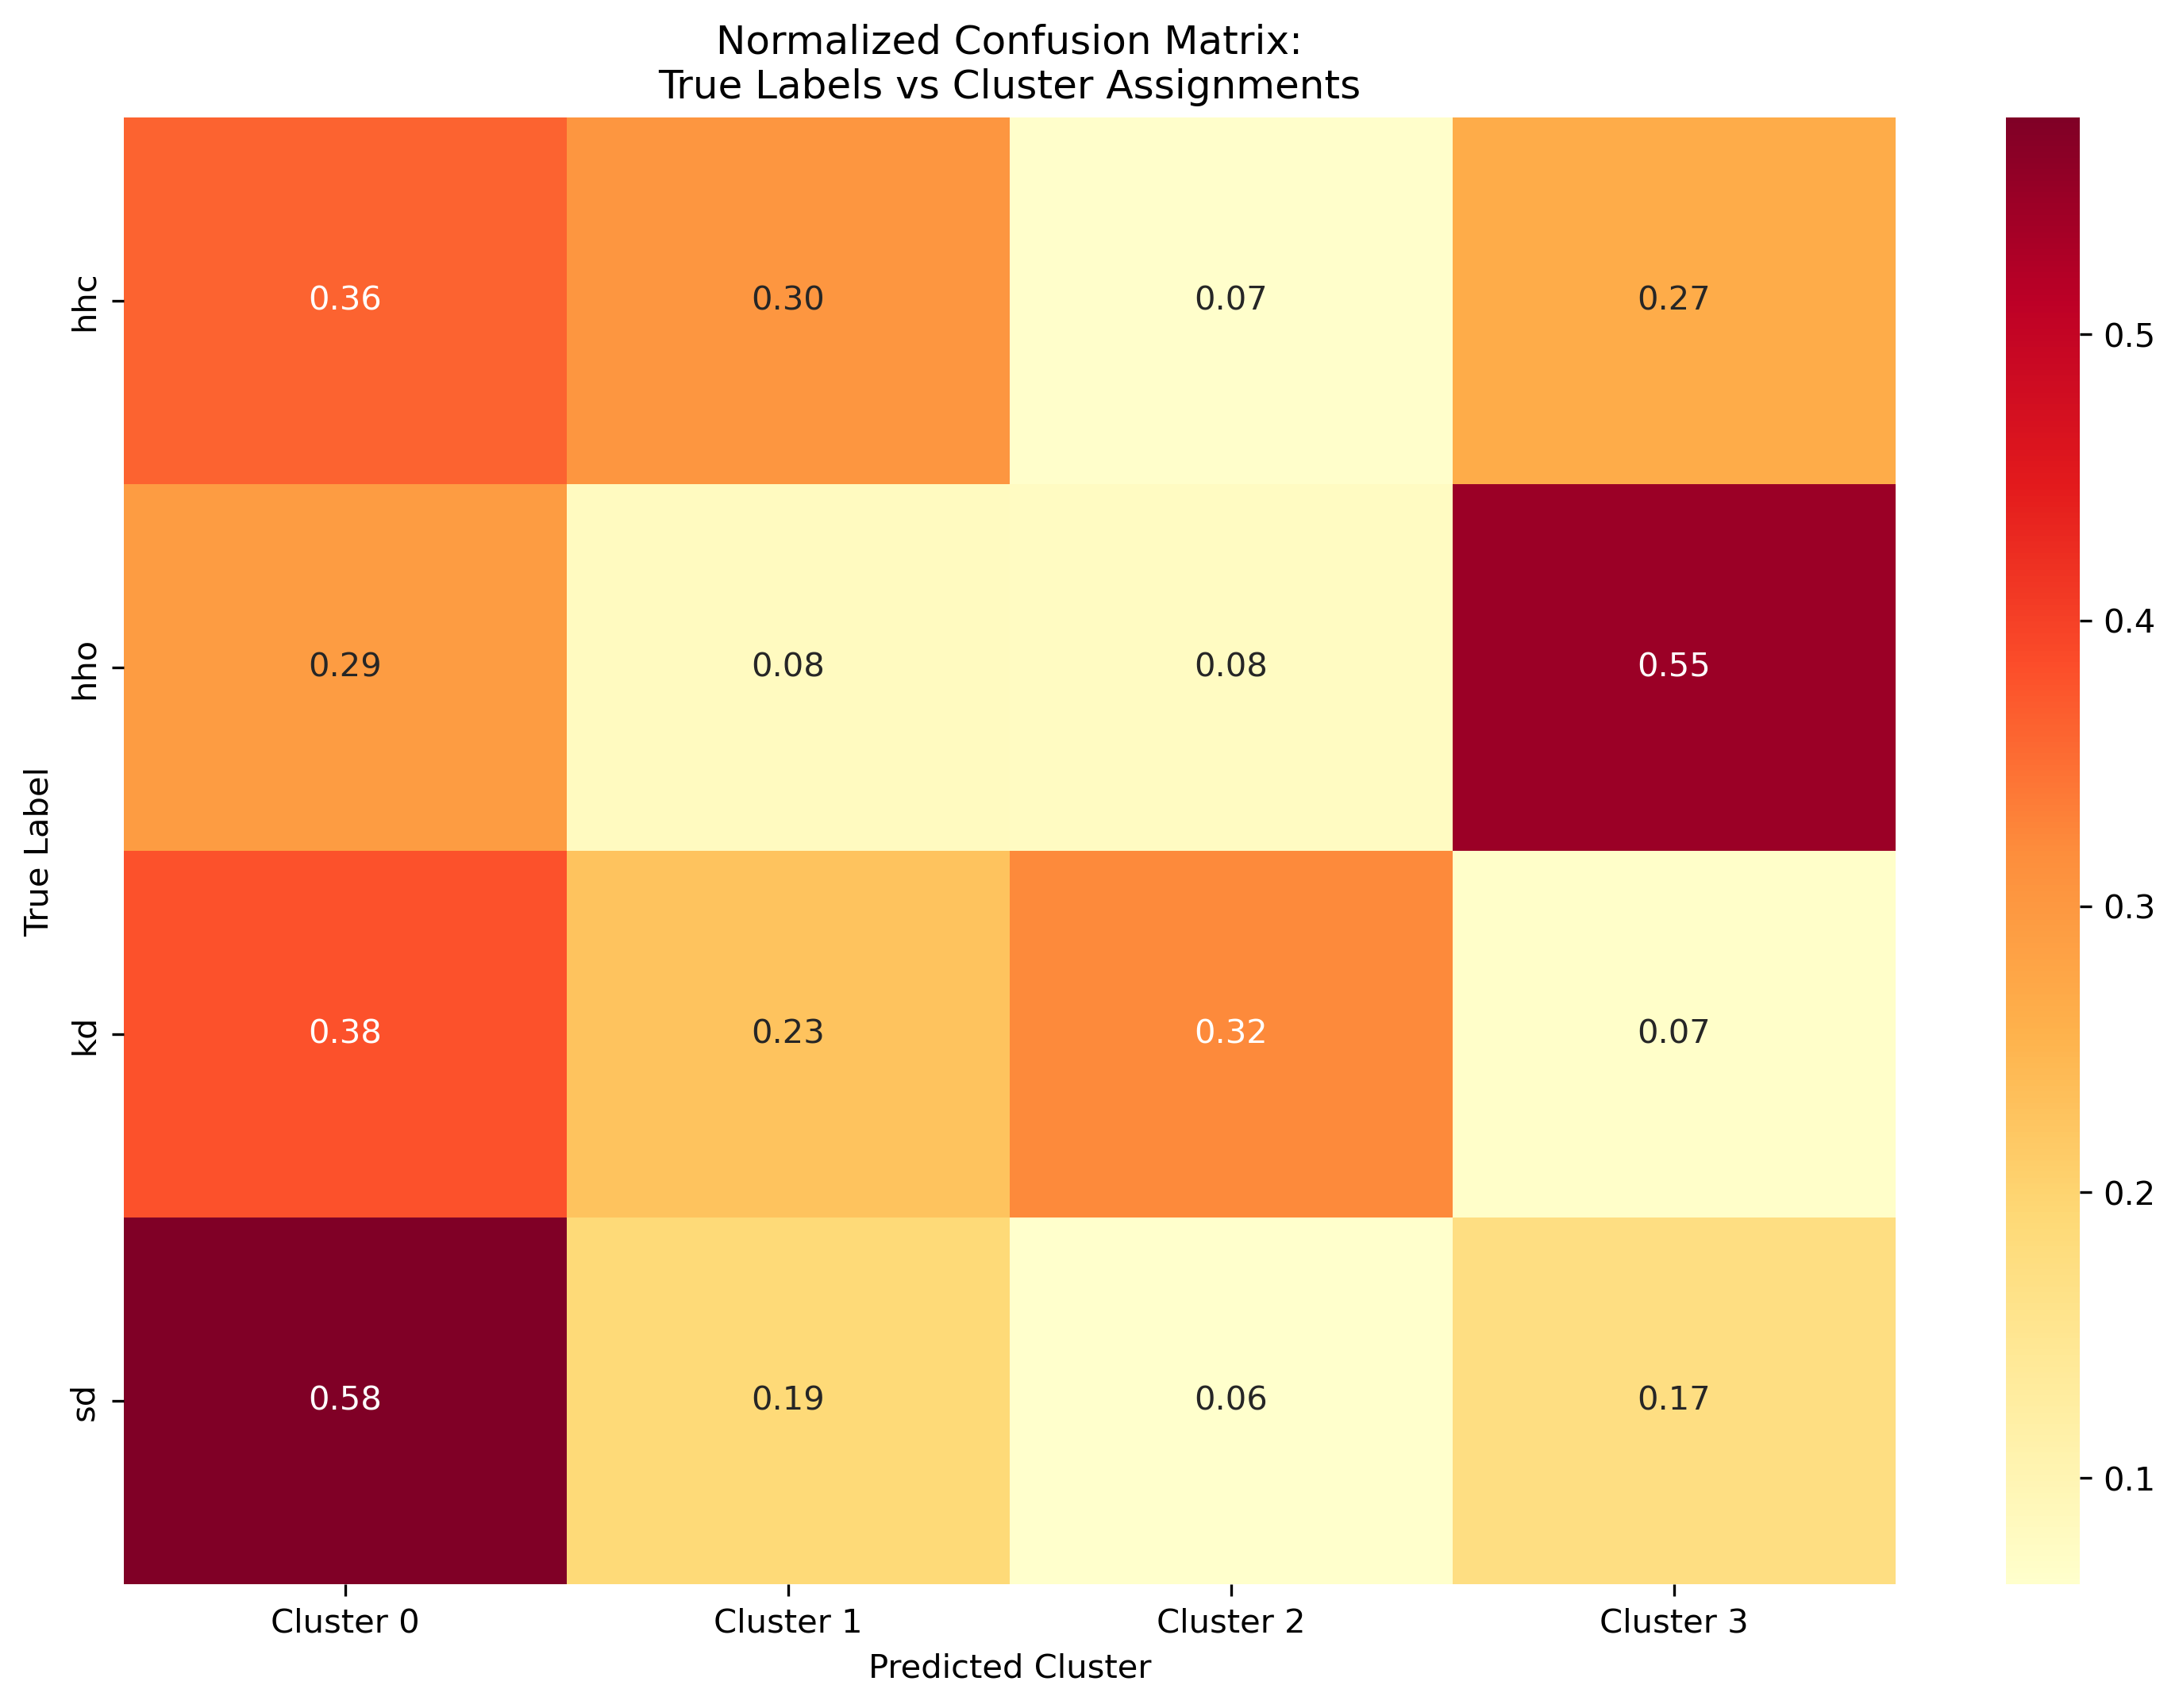 Normalized Confusion Matrix:
True Labels vs Cluster Assignments
True Label
hhc
0.36 0.30 0.07 0.27
hho
0.29 0.08 0.08 0.55
kd
0.38 0.23 0.32 0.07
sd
0.58 0.19 0.06 0.17
Cluster 0 Cluster 1 Cluster 2 Cluster 3
Predicted Cluster
0.5
0.4
0.3
0.2
0.1